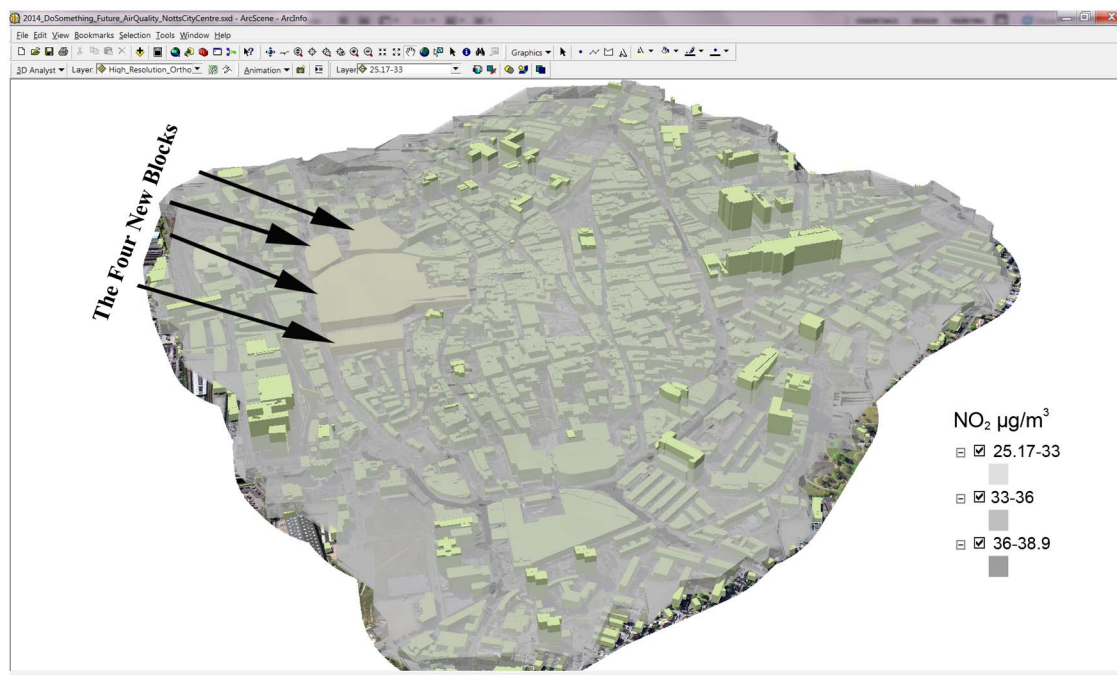 2014_DoSomething_Future_AirQuality_NottsCityCentre.sxd - ArcScene - ArcInfo
File Edit View Bookmarks Selection Tools Window Help
Graphics
3D Analyst Layer: High_Resolution_Ortho_ Animation Layer 25.17-33
The Four New Blocks
NO₂ µg/m³
25.17-33
33-36
36-38.9